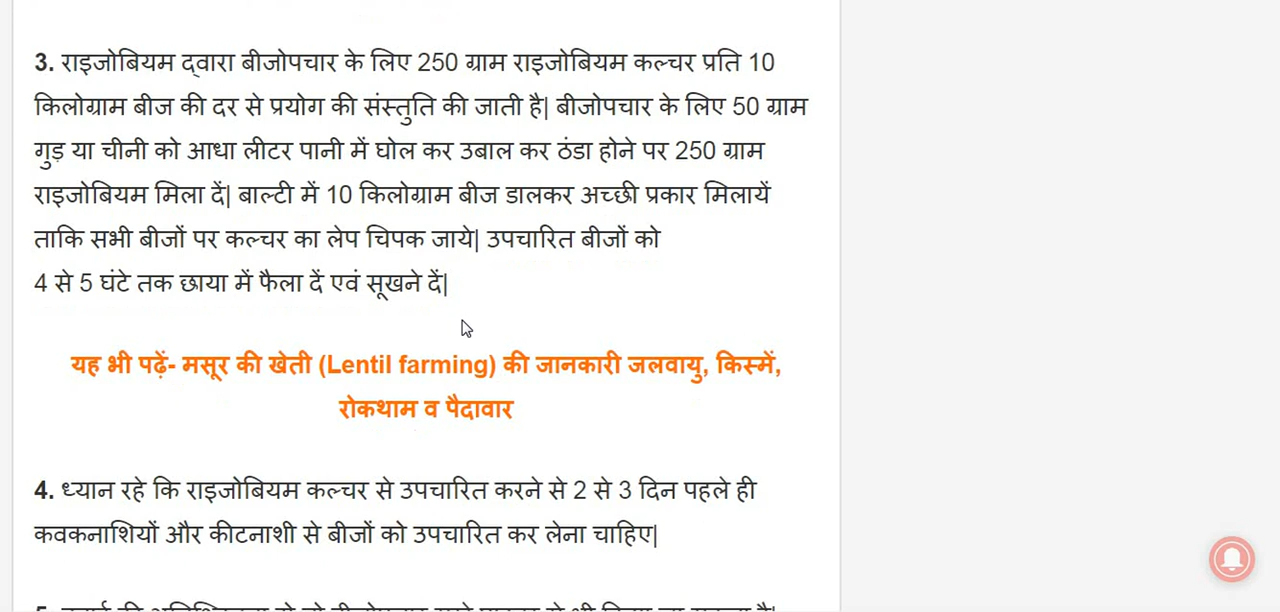 3. राइजोबियम द्वारा बीजोपचार के लिए 250 ग्राम राइजोबियम कल्चर प्रति 10
किलोग्राम बीज की दर से प्रयोग की संस्तुति की जाती है| बीजोपचार के लिए 50 ग्राम
गुड़ या चीनी को आधा लीटर पानी में घोल कर उबाल कर ठंडा होने पर 250 ग्राम
राइजोबियम मिला दें| बाल्टी में 10 किलोग्राम बीज डालकर अच्छी प्रकार मिलायें
ताकि सभी बीजों पर कल्चर का लेप चिपक जाये| उपचारित बीजों को
4 से 5 घंटे तक छाया में फैला दें एवं सूखने दें|
यह भी पढ़ें- मसूर की खेती (Lentil farming) की जानकारी जलवायु, किस्में,
रोकथाम व पैदावार
4. ध्यान रहे कि राइजोबियम कल्चर से उपचारित करने से 2 से 3 दिन पहले ही
कवकनाशियों और कीटनाशी से बीजों को उपचारित कर लेना चाहिए|